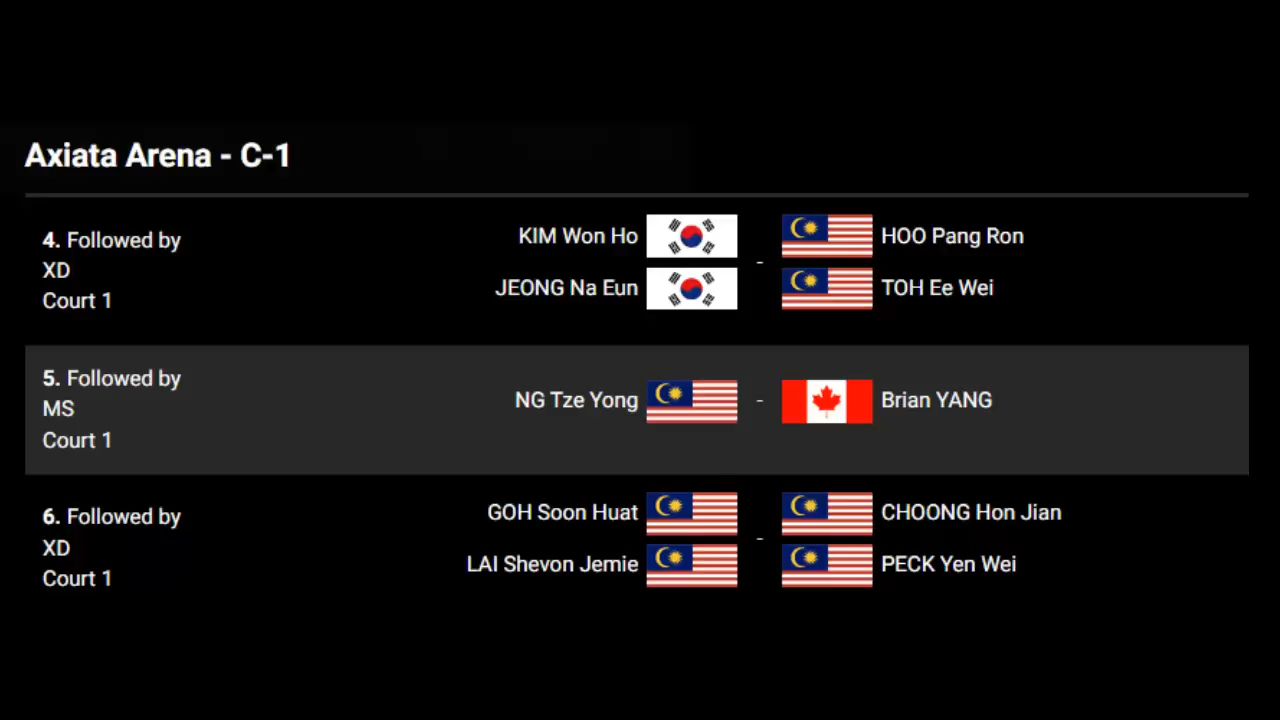 Axiata Arena - C-1
4. Followed by
XD
Court 1
KIM Won Ho
JEONG Na Eun
-
HOO Pang Ron
TOH Ee Wei
5. Followed by
MS
Court 1
NG Tze Yong
-
Brian YANG
6. Followed by
XD
Court 1
GOH Soon Huat
LAI Shevon Jemie
-
CHOONG Hon Jian
PECK Yen Wei